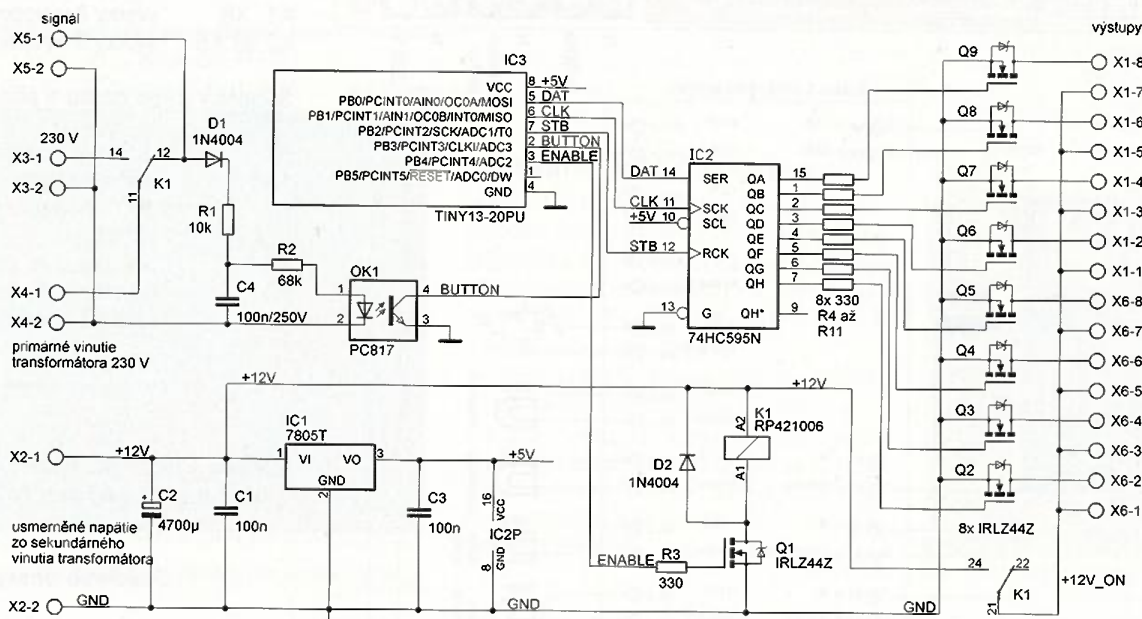 signál
X5-1
X5-2
230 V
X3-1
X3-2
X4-1
X4-2
primárné vinutie
transformátora 230 V
14
12
11
K1
D1
1N4004
R1
10k
R2
68k
C4
100n/250V
OK1
1
2
4
3
BUTTON
PC817
IC3
VCC
PB0/PCINT0/AIN0/OC0A/MOSI
PB1/PCINT1/AIN1/OC0B/INT0/MISO
PB2/PCINT2/SCK/ADC1/T0
PB3/PCINT3/CLKI/ADC3
PB4/PCINT4/ADC2
PB5/PCINT5/RESET/ADC0/DW
GND
8 +5V
5 DAT
6 CLK
7 STB
2 BUTTON
3 ENABLE
1
4
TINY13-20PU
IC2
DAT 14
CLK 11
+5V 10
STB 12
13
SER
SCK
SCL
RCK
G
QA
QB
QC
QD
QE
QF
QG
QH
QH*
15
1
2
3
4
5
6
7
9
74HC595N
8x 330
R4 až
R11
Q9
Q8
Q7
Q6
Q5
Q4
Q3
Q2
8x IRLZ44Z
výstupy
X1-8
X1-7
X1-6
X1-5
X1-4
X1-3
X1-2
X1-1
X6-8
X6-7
X6-6
X6-5
X6-4
X6-3
X6-2
X6-1
+12V
+12V
X2-1
+12V
IC1
7805T
1
VI
VO
3
GND
2
+5V
C2
4700µ
C1
100n
C3
100n
16
VCC
IC2P
GND
8
usmerněné napätie
zo sekundárného
vinutia transformátora
X2-2
GND
GND
GND
D2
1N4004
A2
A1
K1
RP421006
ENABLE
R3
330
Q1
IRLZ44Z
24
22
21
K1
+12V_ON